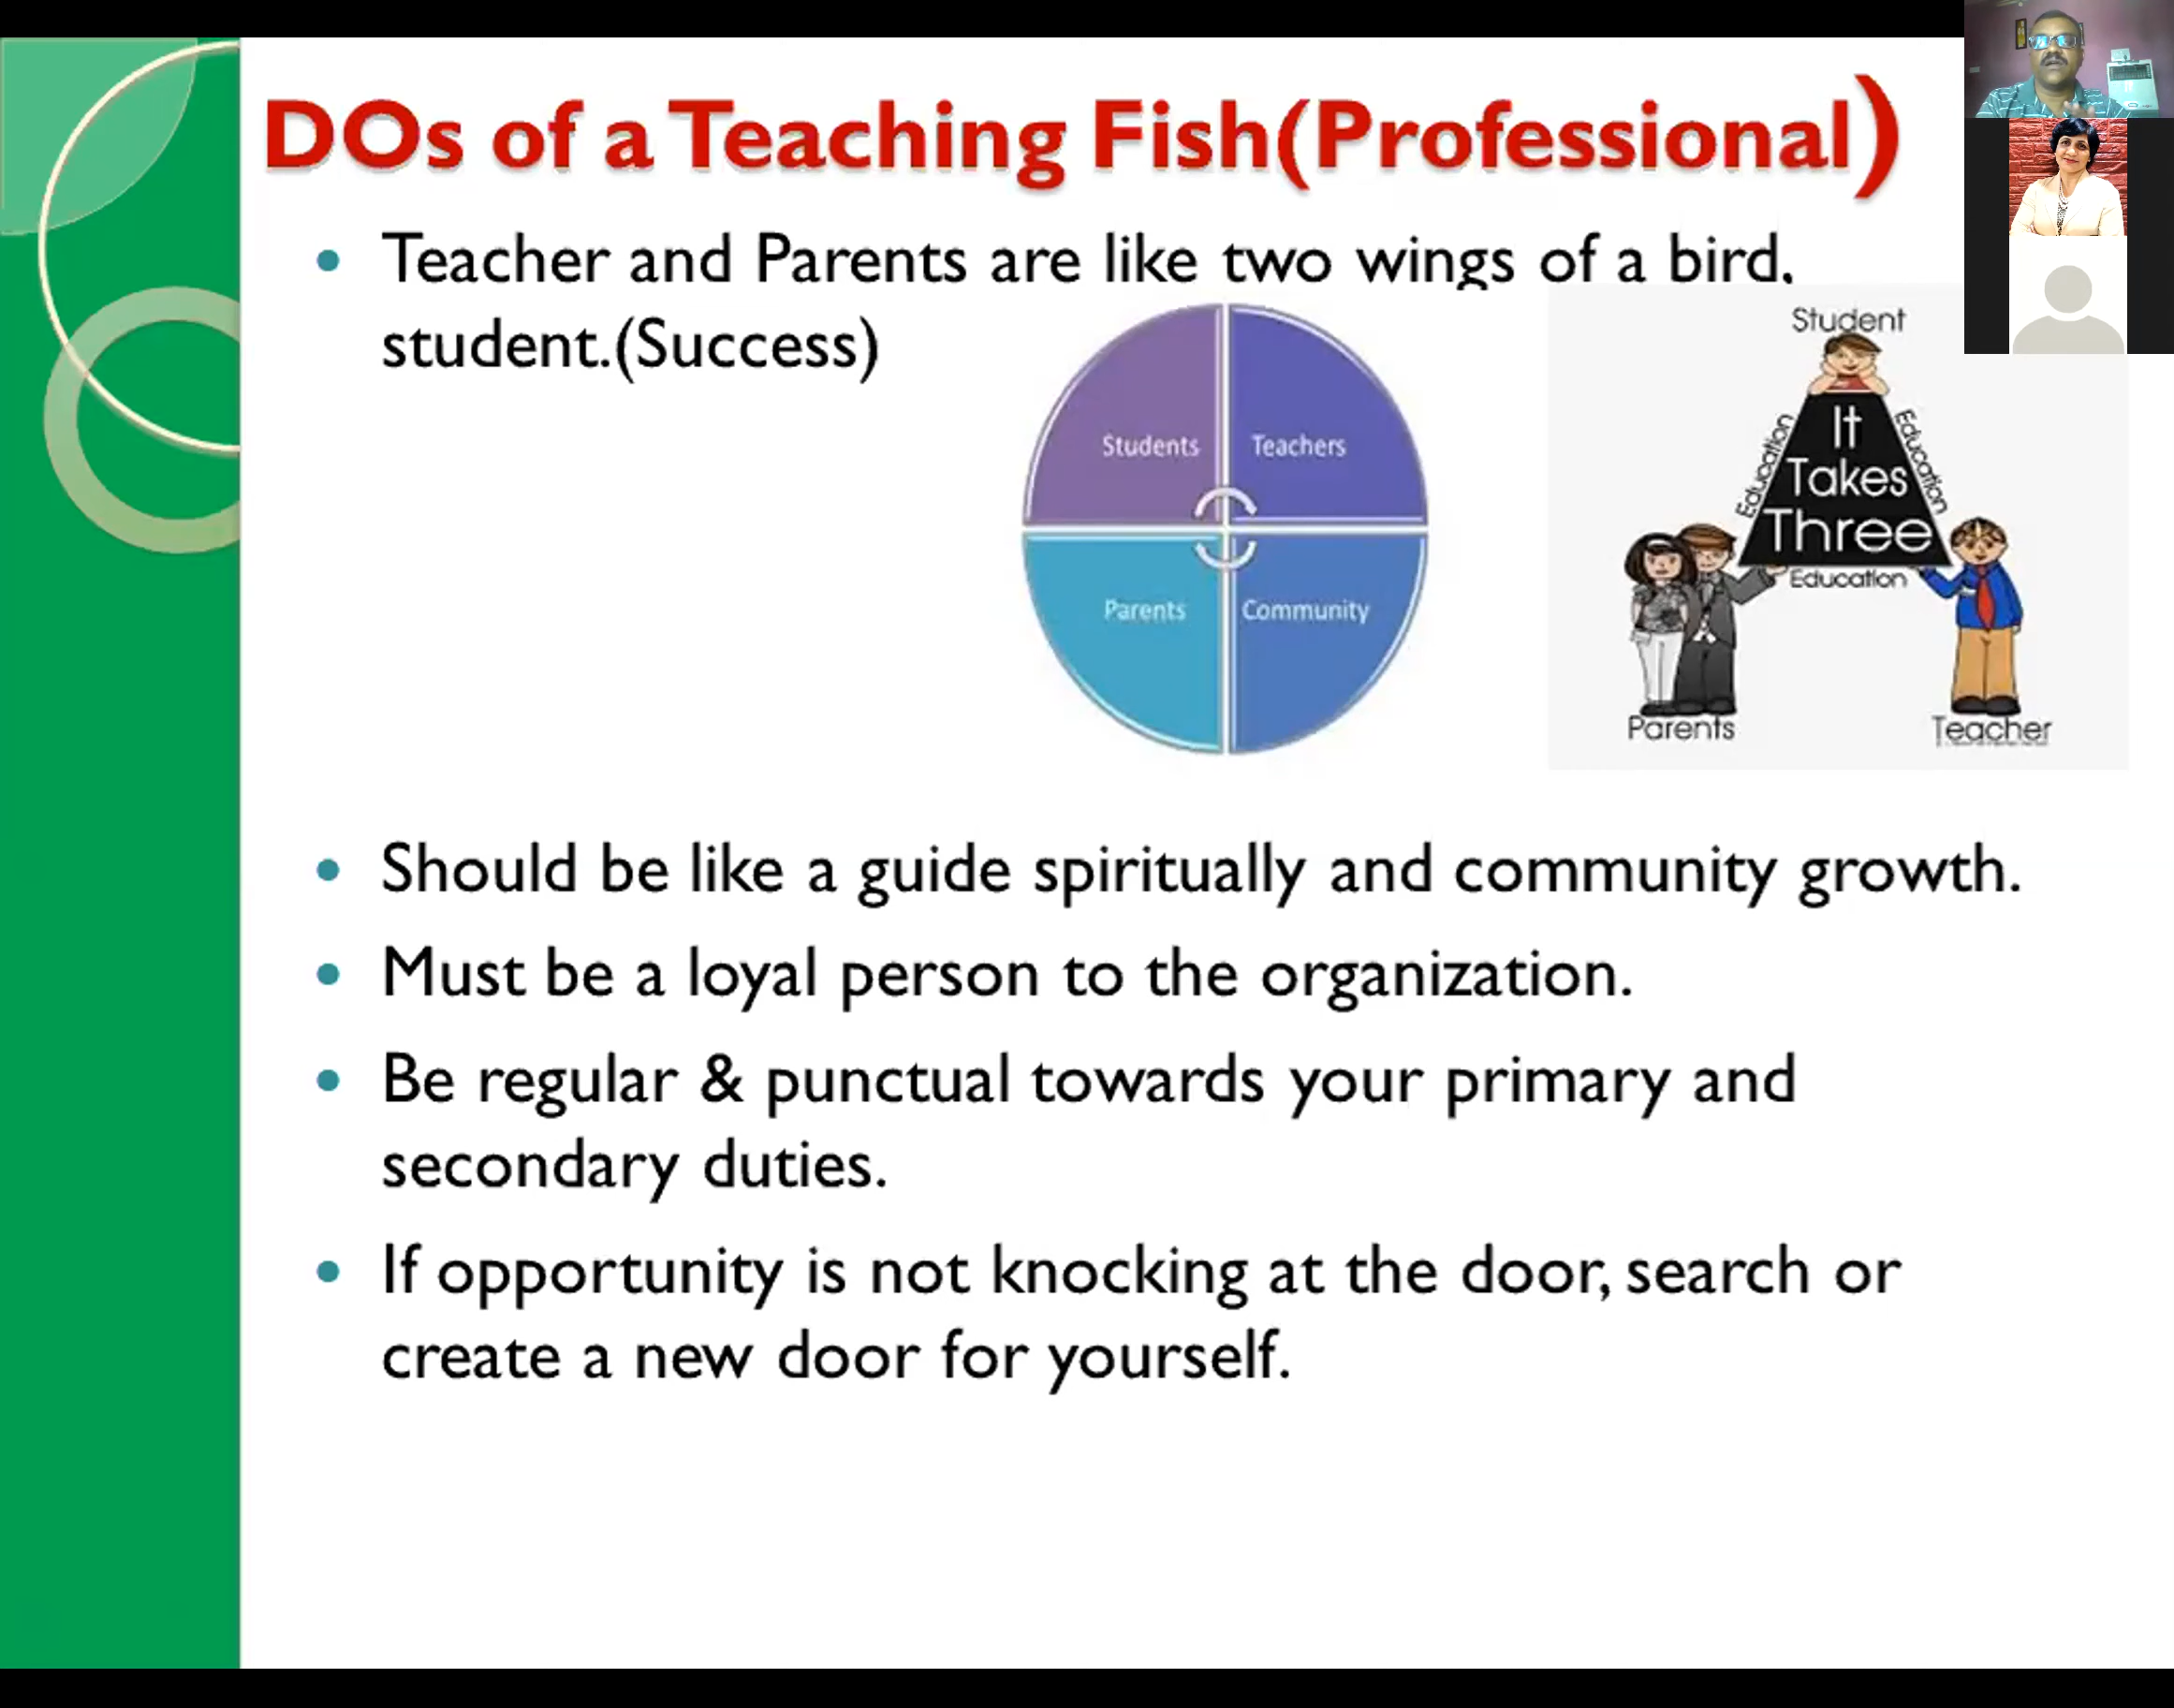 DOs of a Teaching Fish(Professional)
Teacher and Parents are like two wings of a bird.
student.(Success)
Students
Teachers
Parents
Community
Student
It
Takes
Three
Education
Education
Education
Parents
Teacher
Should be like a guide spiritually and community growth.
Must be a loyal person to the organization.
Be regular & punctual towards your primary and
secondary duties.
If opportunity is not knocking at the door, search or
create a new door for yourself.